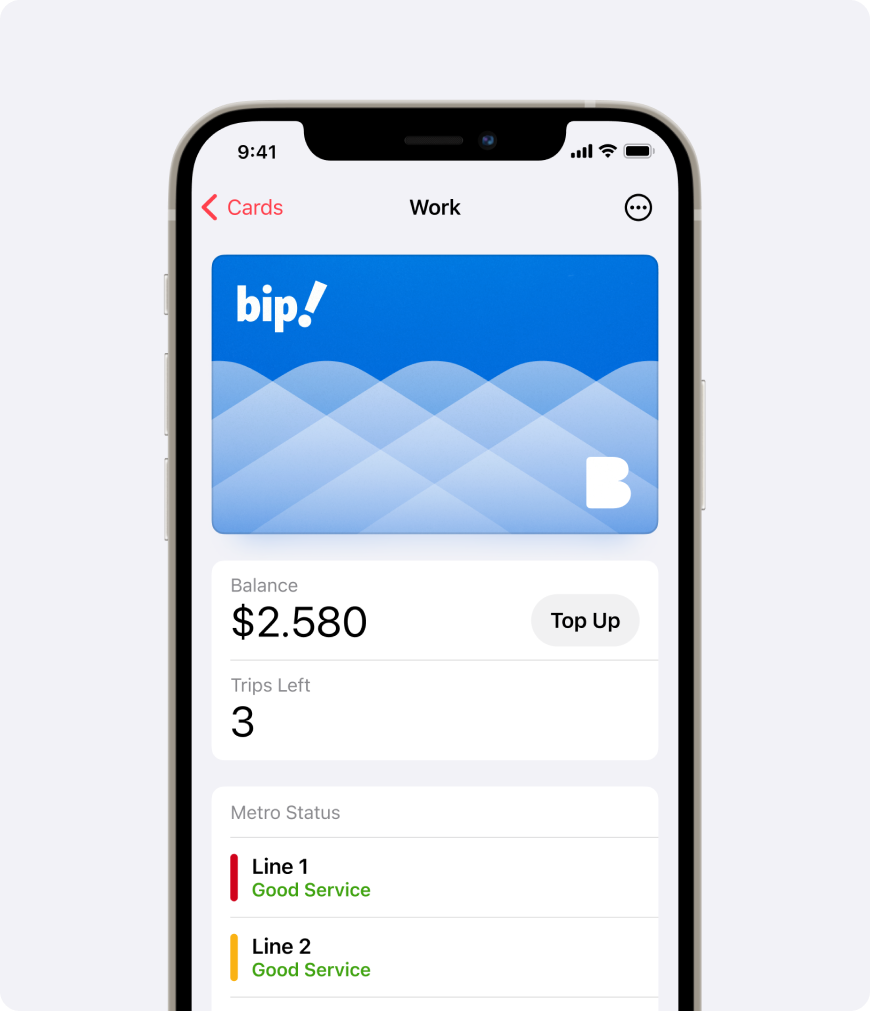 9:41
Cards
Work
bip!
B
Balance
$2.580
Top Up
Trips Left
3
Metro Status
Line 1
Good Service
Line 2
Good Service